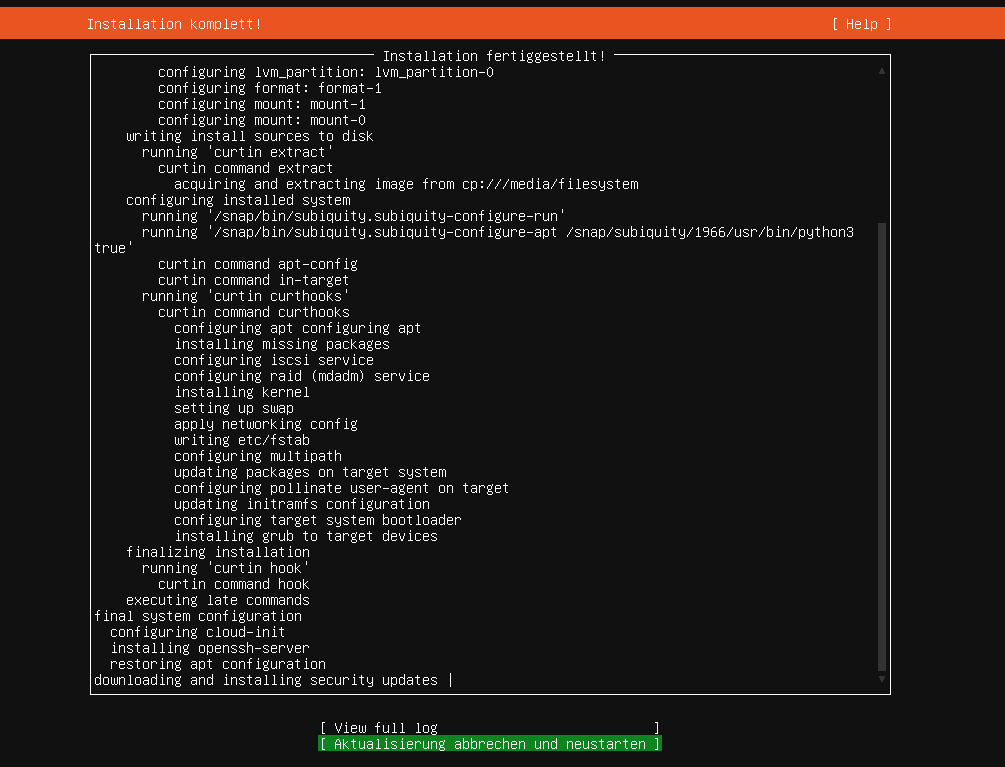 Installation komplett! [ Help ]
Installation fertiggestellt!
configuring lvm_partition: lvm_partition-0
configuring format: format-1
configuring mount: mount-1
configuring mount: mount-0
writing install sources to disk
running 'curtin extract'
curtin command extract
acquiring and extracting image from cp:///media/filesystem
configuring installed system
running '/snap/bin/subiquity.subiquity-configure-run'
running '/snap/bin/subiquity.subiquity-configure-apt /snap/subiquity/1966/usr/bin/python3
true'
curtin command apt-config
curtin command in-target
running 'curtin curthooks'
curtin command curthooks
configuring apt configuring apt
installing missing packages
configuring iscsi service
configuring raid (mdadm) service
installing kernel
setting up swap
apply networking config
writing etc/fstab
configuring multipath
updating packages on target system
configuring pollinate user-agent on target
updating initramfs configuration
configuring target system bootloader
installing grub to target devices
finalizing installation
running 'curtin hook'
curtin command hook
executing late commands
final system configuration
configuring cloud-init
installing openssh-server
restoring apt configuration
downloading and installing security updates |
[ View full log ]
[ Aktualisierung abbrechen und neustarten ]